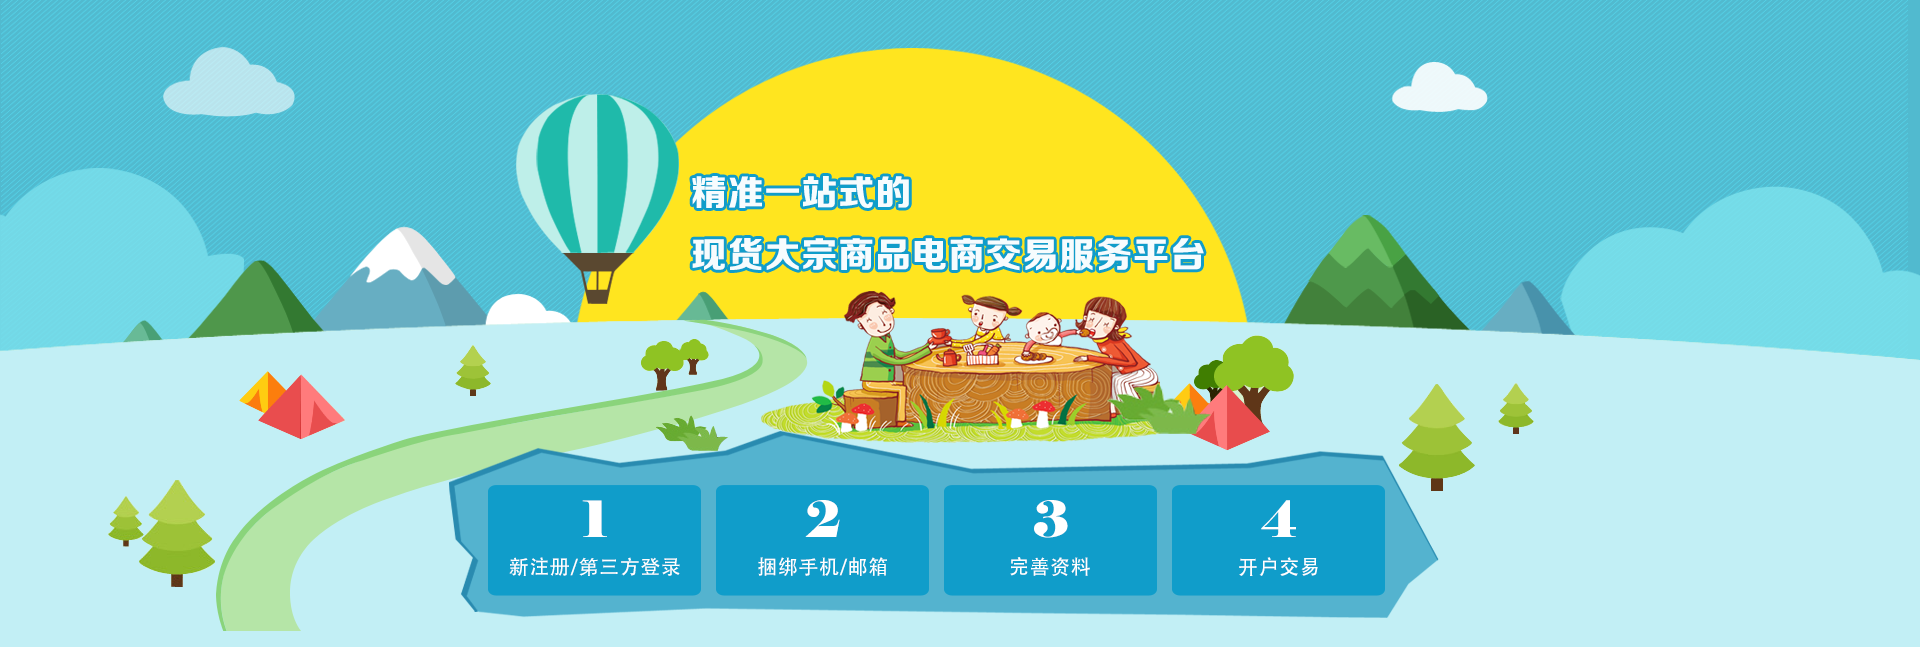 精准一站式的
现货大宗商品电商交易服务平台
1
新注册/第三方登录
2
捆绑手机/邮箱
3
完善资料
4
开户交易